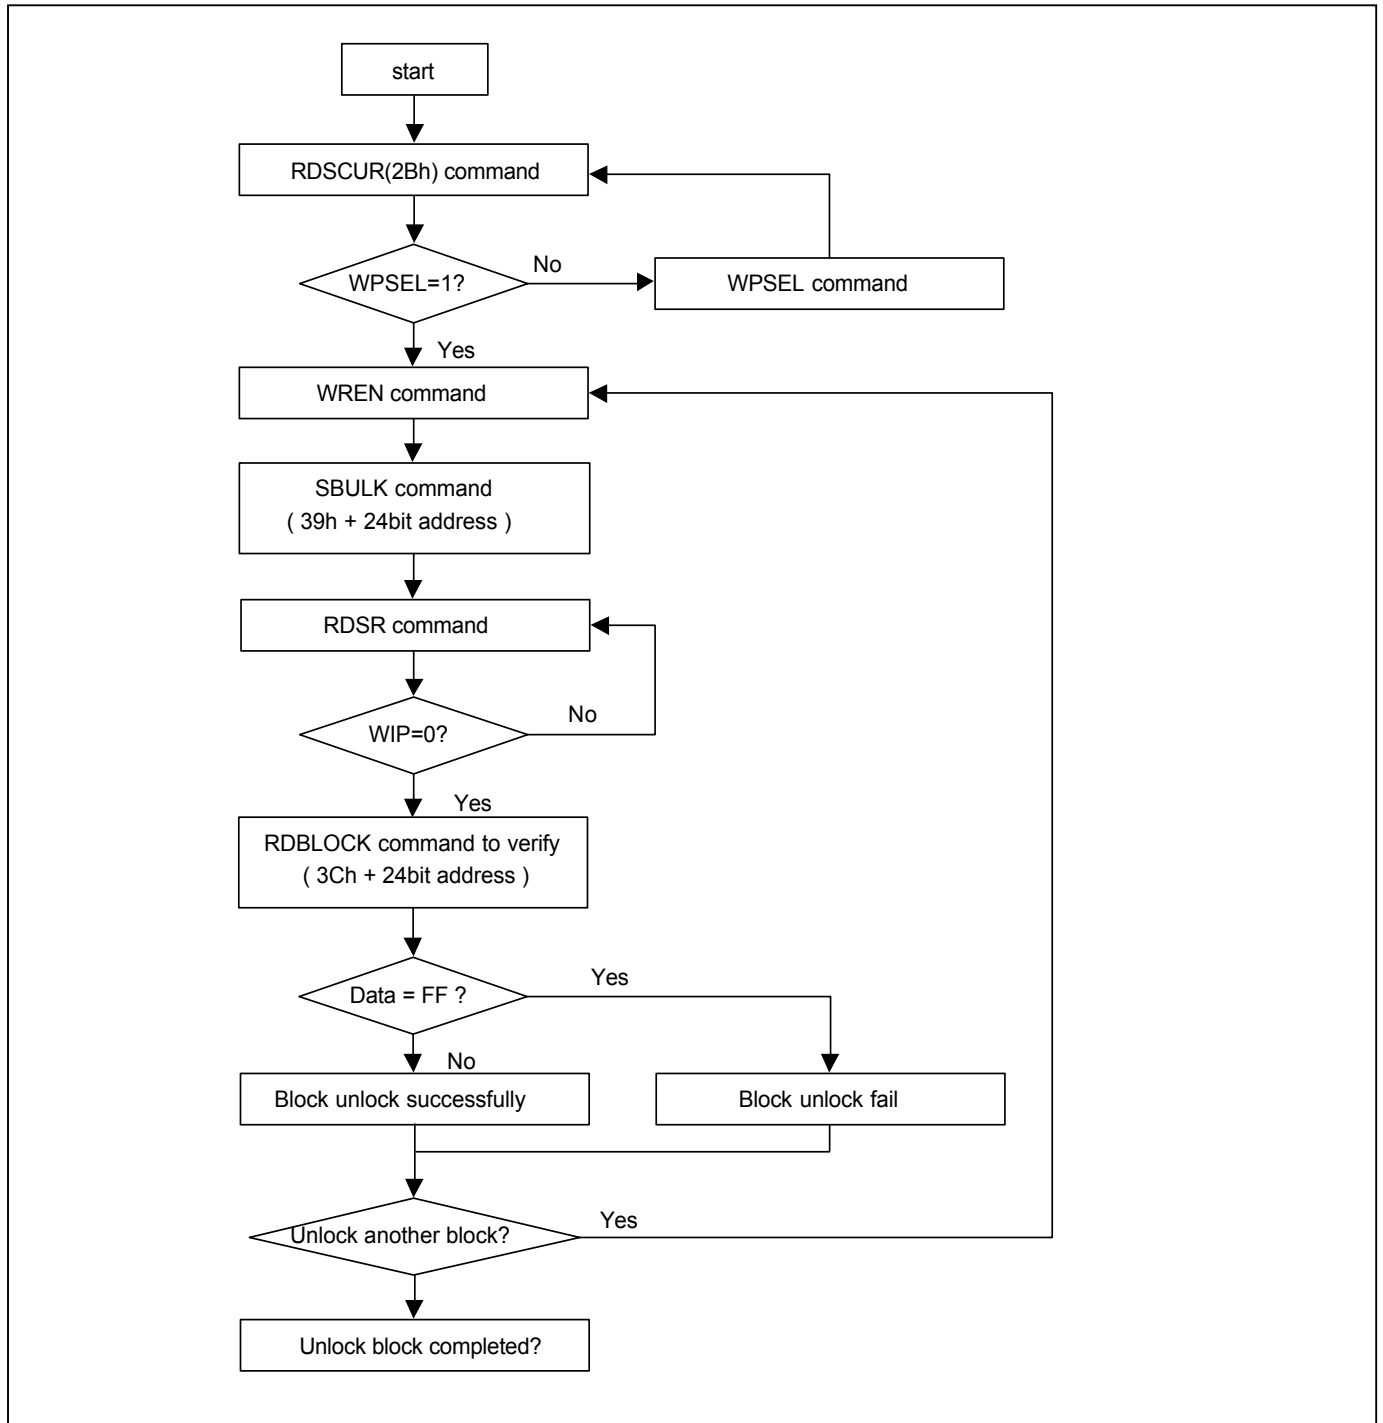 start
RDSCUR(2Bh) command
WPSEL=1?
No
WPSEL command
Yes
WREN command
SBULK command
( 39h + 24bit address )
RDSR command
WIP=0?
No
Yes
RDBLOCK command to verify
( 3Ch + 24bit address )
Data = FF ?
Yes
No
Block unlock successfully
Block unlock fail
Unlock another block?
Yes
Unlock block completed?